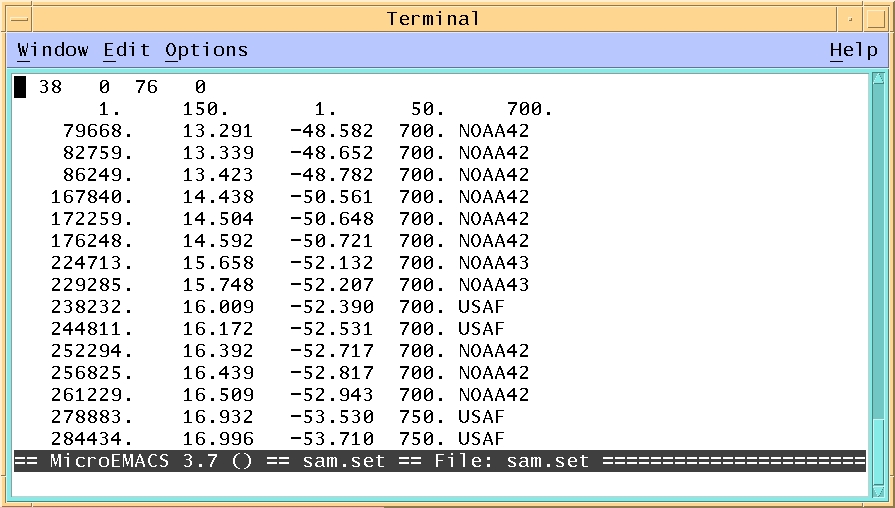 Terminal
Window Edit Options Help
38 0 76 0
1. 150. 1. 50. 700.
79668. 13.291 -48.582 700. NOAA42
82759. 13.339 -48.652 700. NOAA42
86249. 13.423 -48.782 700. NOAA42
167840. 14.438 -50.561 700. NOAA42
172259. 14.504 -50.648 700. NOAA42
176248. 14.592 -50.721 700. NOAA42
224713. 15.658 -52.132 700. NOAA43
229285. 15.748 -52.207 700. NOAA43
238232. 16.009 -52.390 700. USAF
244811. 16.172 -52.531 700. USAF
252294. 16.392 -52.717 700. NOAA42
256825. 16.439 -52.817 700. NOAA42
261229. 16.509 -52.943 700. NOAA42
278883. 16.932 -53.530 750. USAF
284434. 16.996 -53.710 750. USAF
== MicroEMACS 3.7 () == sam.set == File: sam.set ======================